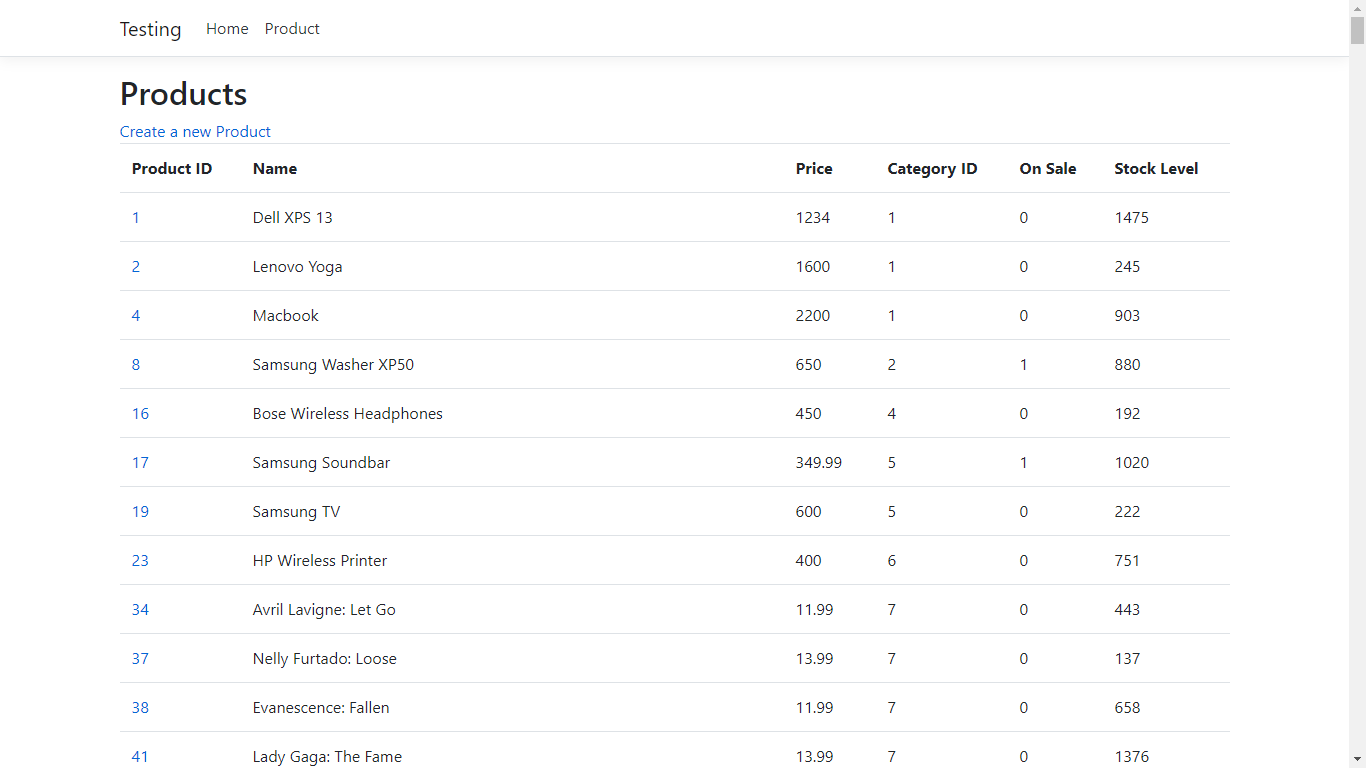 Testing Home Product
Products
Create a new Product
Product ID Name Price Category ID On Sale Stock Level
1 Dell XPS 13 1234 1 0 1475
2 Lenovo Yoga 1600 1 0 245
4 Macbook 2200 1 0 903
8 Samsung Washer XP50 650 2 1 880
16 Bose Wireless Headphones 450 4 0 192
17 Samsung Soundbar 349.99 5 1 1020
19 Samsung TV 600 5 0 222
23 HP Wireless Printer 400 6 0 751
34 Avril Lavigne: Let Go 11.99 7 0 443
37 Nelly Furtado: Loose 13.99 7 0 137
38 Evanescence: Fallen 11.99 7 0 658
41 Lady Gaga: The Fame 13.99 7 0 1376